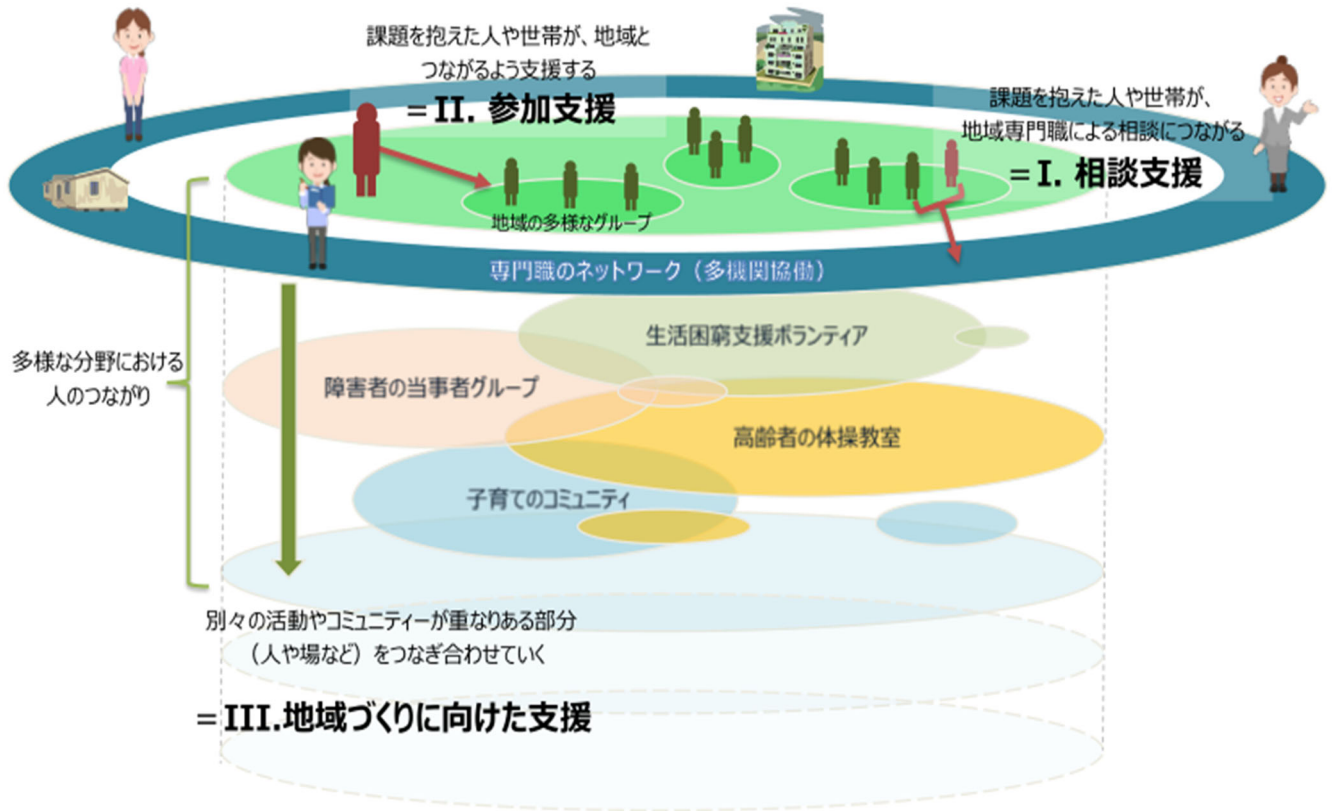 課題を抱えた人や世帯が、地域と
つながるよう支援する
= II. 参加支援
課題を抱えた人や世帯が、
地域専門職による相談につながる
= I. 相談支援
地域の多様なグループ
専門職のネットワーク（多機関協働）
多様な分野における
人のつながり
生活困窮支援ボランティア
障害者の当事者グループ
高齢者の体操教室
子育てのコミュニティ
別々の活動やコミュニティーが重なりある部分
（人や場など）をつなぎ合わせていく
= III.地域づくりに向けた支援